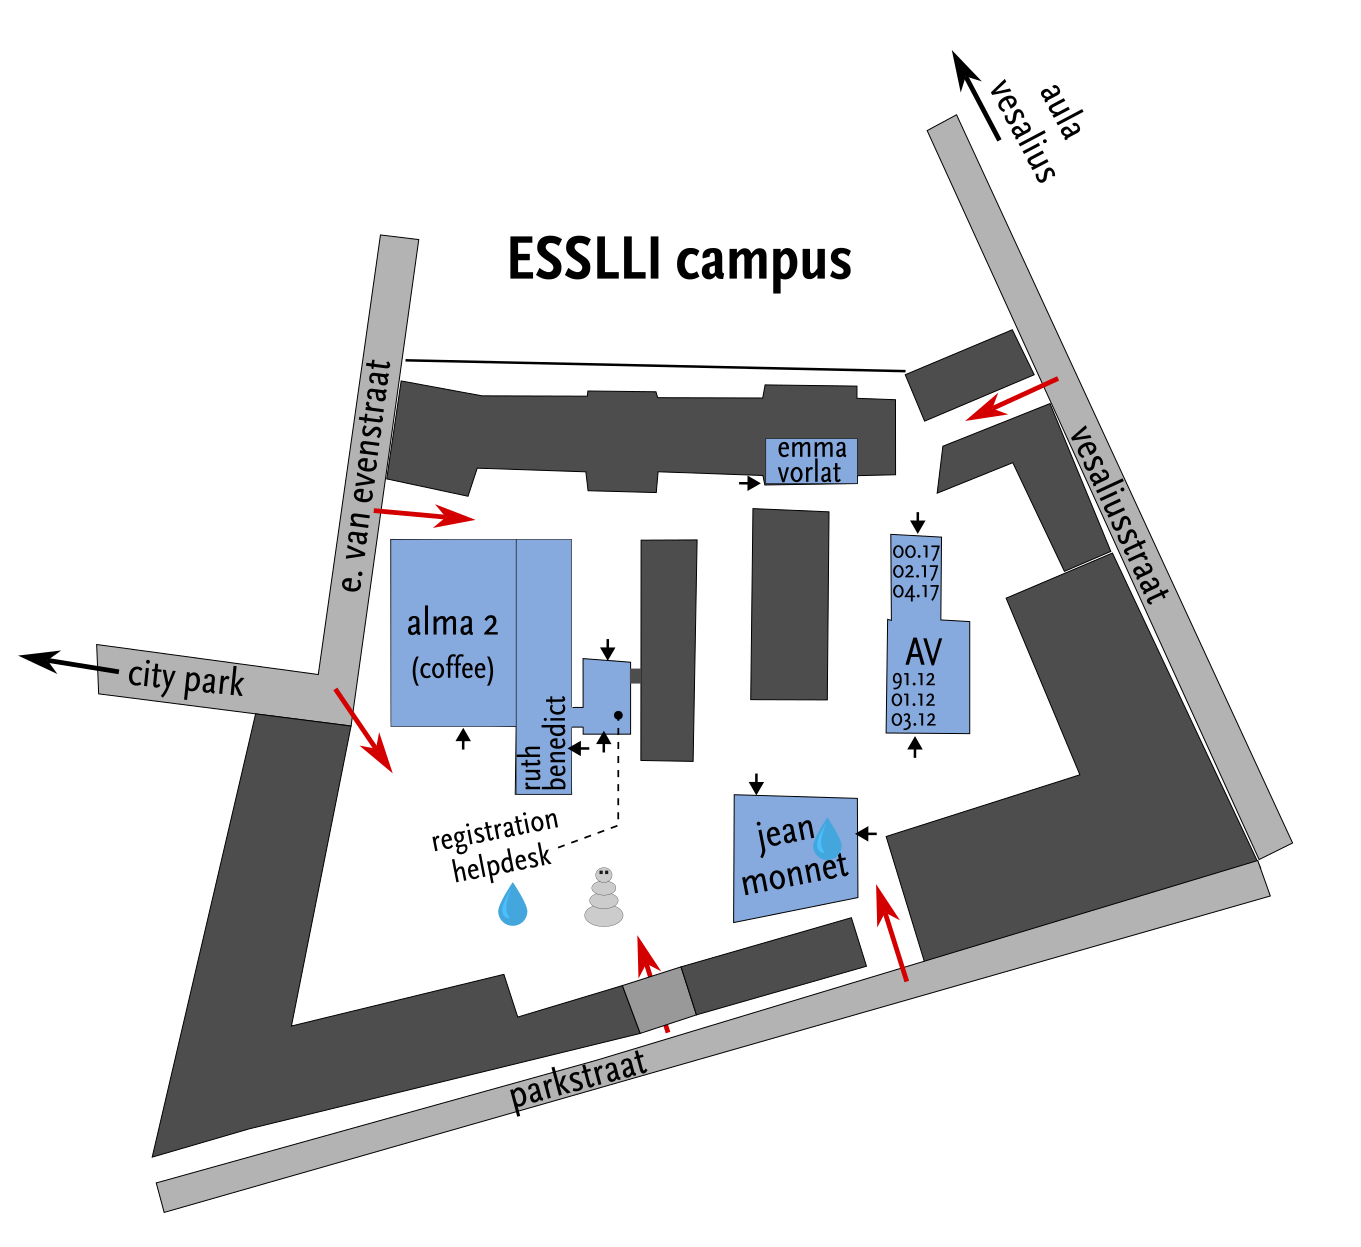 aula
vesalius
ESSLLI campus
e. van evenstraat
vesaliusstraat
emma
vorlat
00.17
02.17
04.17
alma 2
(coffee)
AV
91.12
01.12
03.12
city park
ruth
benedict
registration
helpdesk
jean
monnet
parkstraat